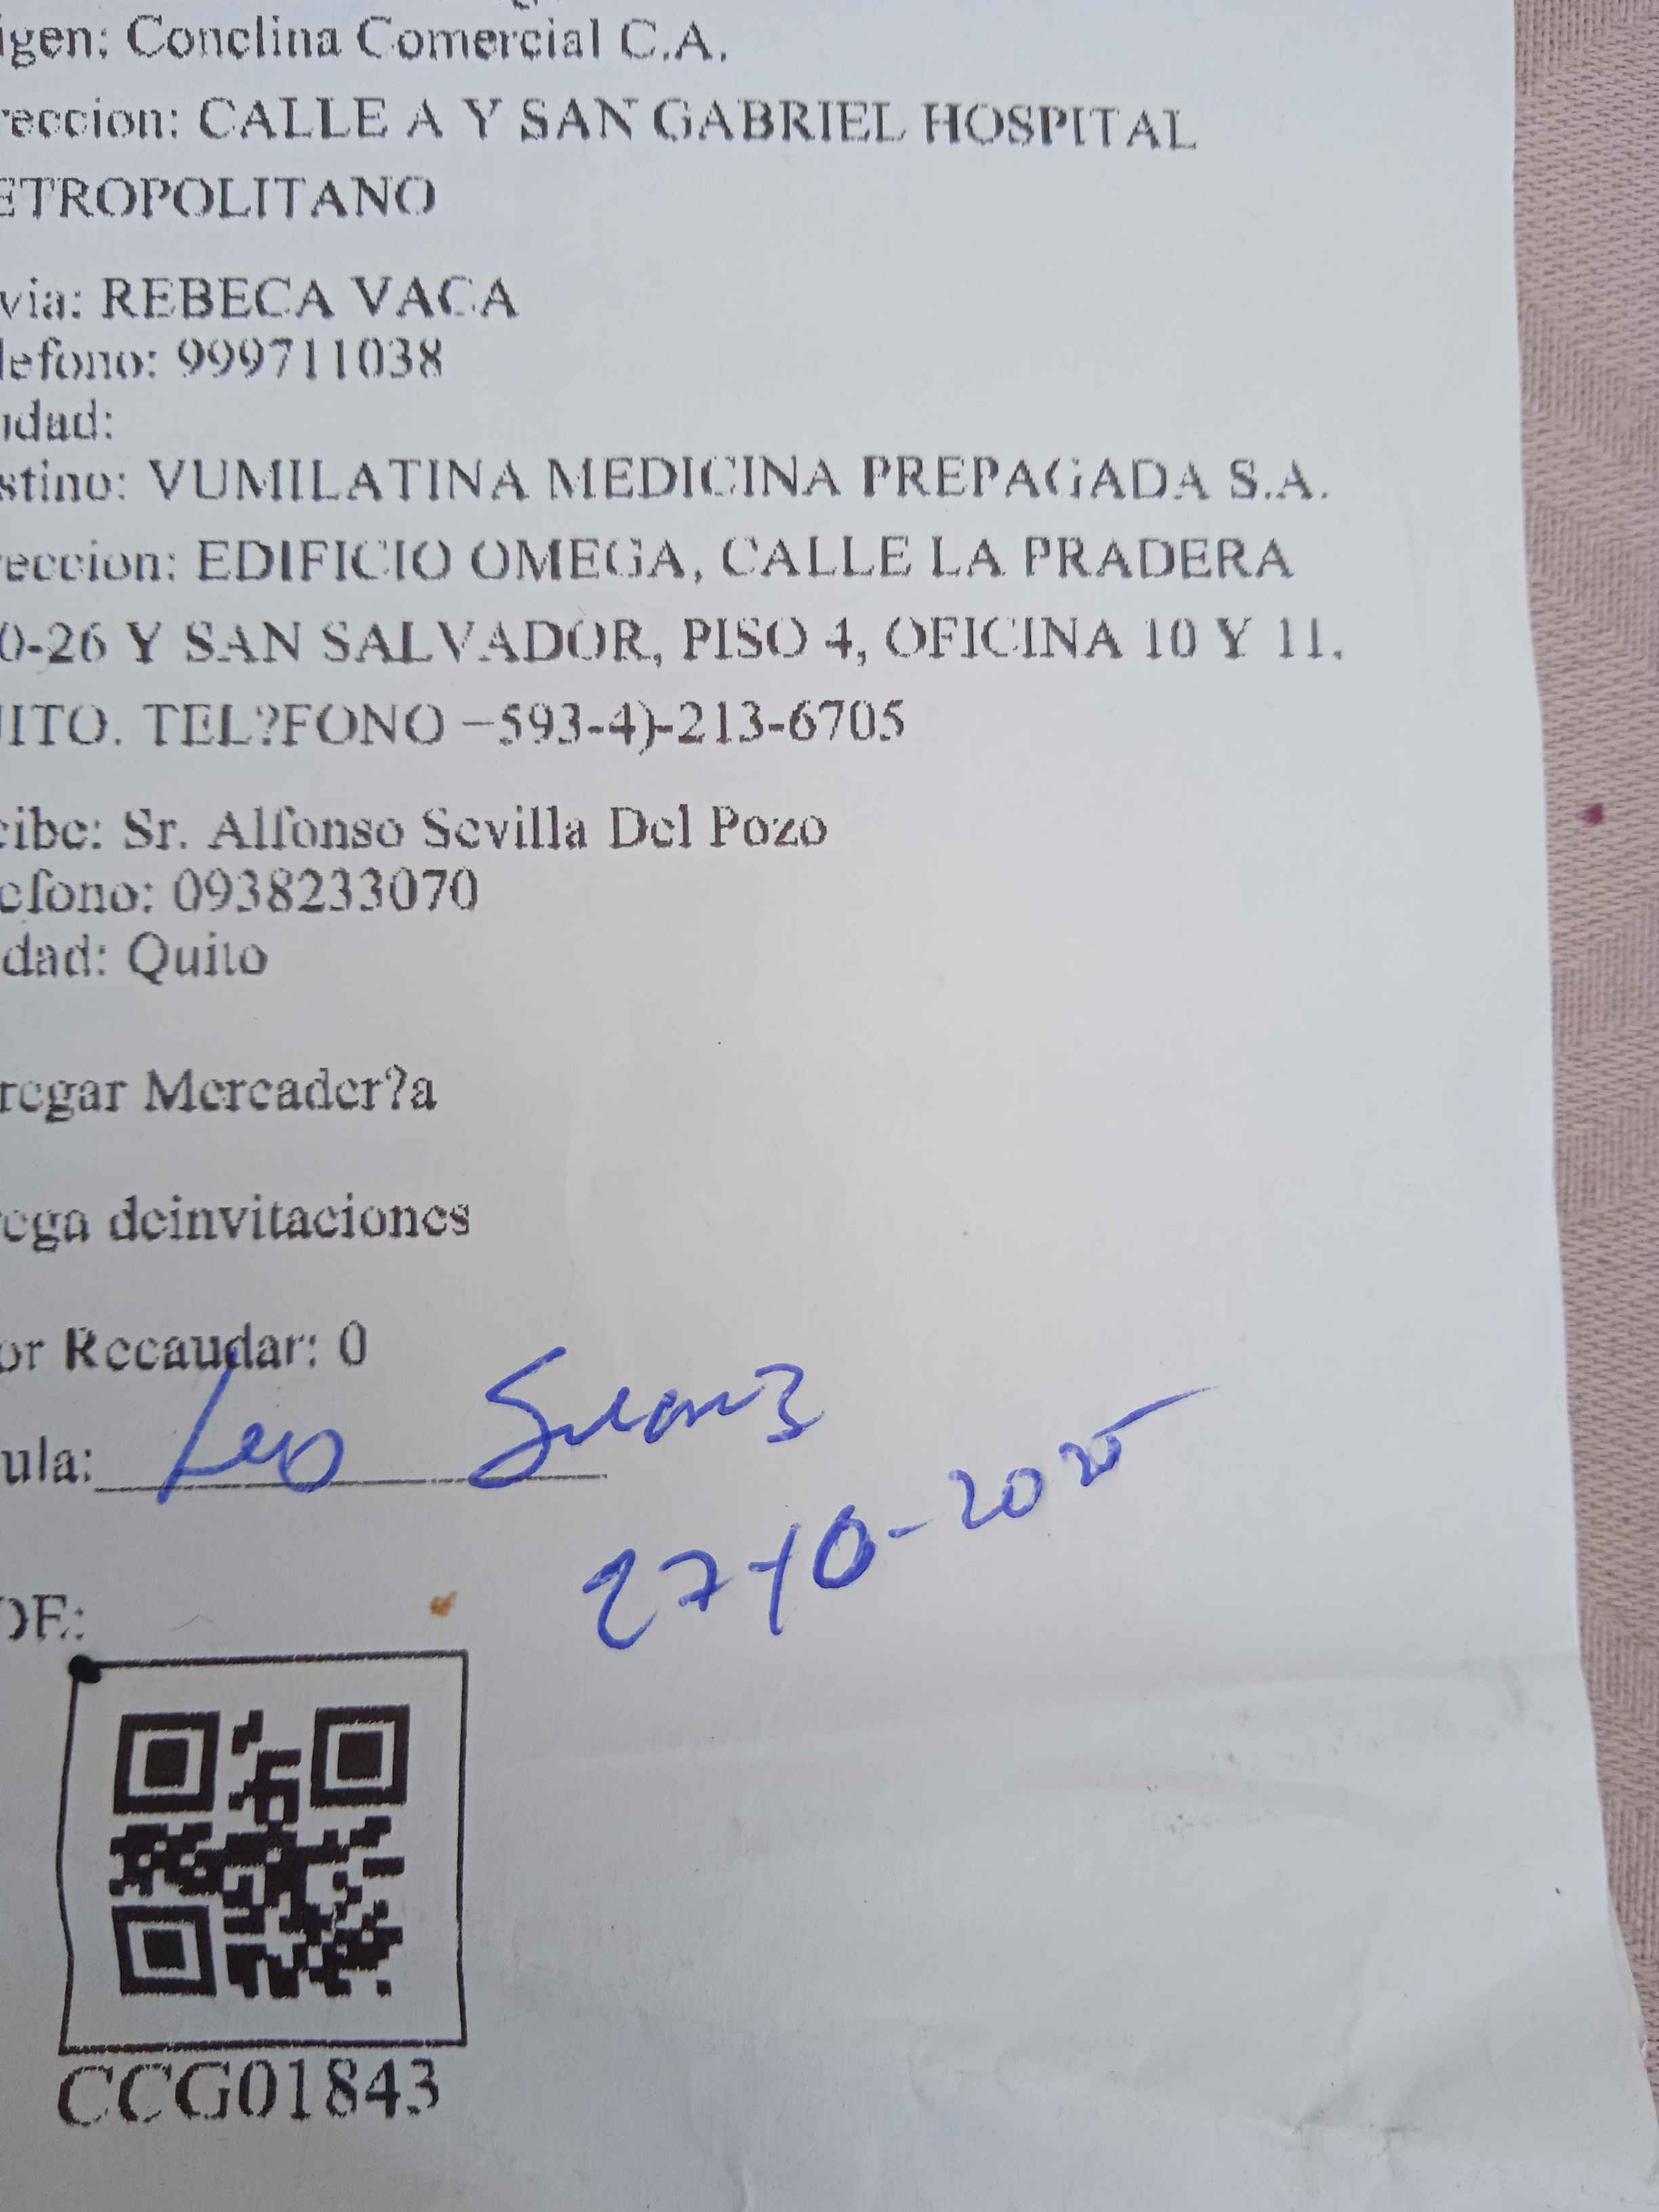 igen: Conclina Comercial C.A.
reccion: CALLE A Y SAN GABRIEL HOSPITAL
ETROPOLITANO
via: REBECA VACA
lefono: 999711038
udad:
stino: VUMILATINA MEDICINA PREPAGADA S.A.
reccion: EDIFICIO OMEGA, CALLE LA PRADERA
0-26 Y SAN SALVADOR, PISO 4, OFICINA 10 Y 11.
UITO. TEL?FONO −593-4)-213-6705
cibe: Sr. Alfonso Sevilla Del Pozo
efono: 0938233070
dad: Quito
regar Mercader?a
ega deinvitaciones
or Recaudar: 0
ula: Suarez
27-10-2025
DE:
CCG01843